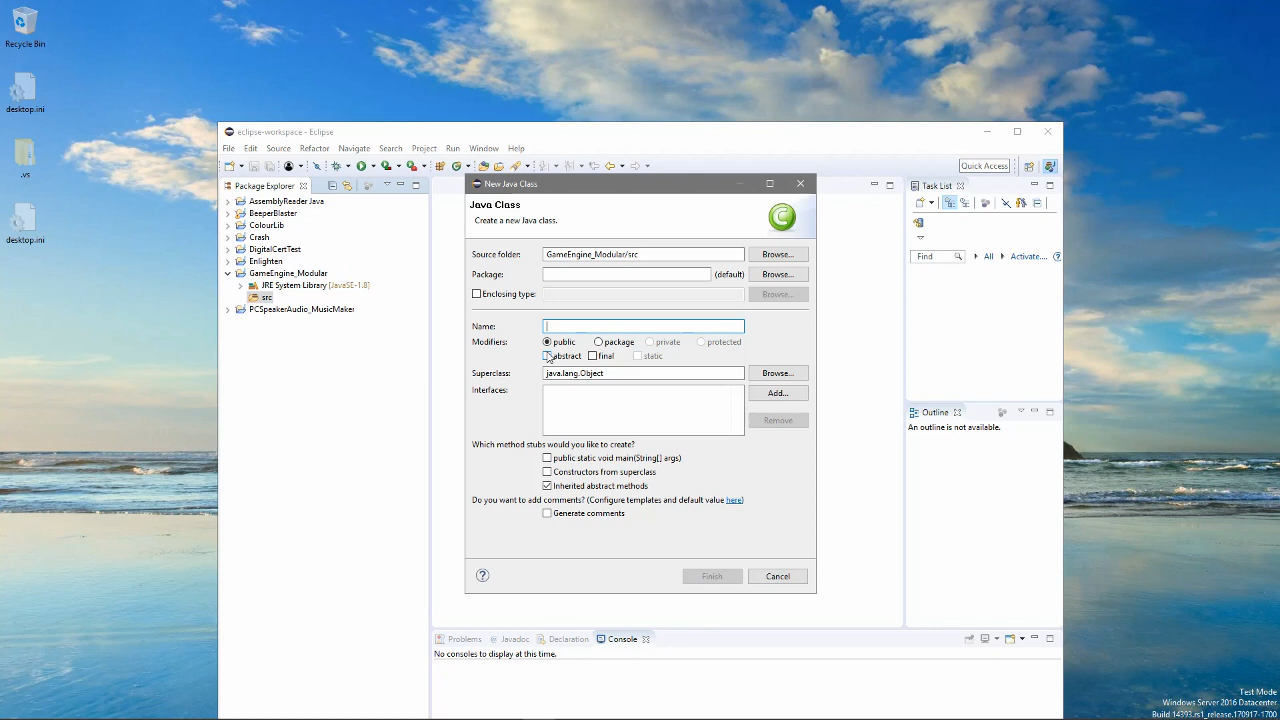 Recycle Bin
desktop.ini
.vs
desktop.ini
eclipse-workspace - Eclipse
File Edit Source Refactor Navigate Search Project Run Window Help
Quick Access
Package Explorer
AssemblyReader Java
BeeperBlaster
ColourLib
Crash
DigitalCertTest
Enlighten
GameEngine_Modular
JRE System Library [JavaSE-1.8]
src
PCSpeakerAudio_MusicMaker
New Java Class
Java Class
Create a new Java class.
Source folder: GameEngine_Modular/src Browse...
Package: (default) Browse...
Enclosing type: Browse...
Name:
Modifiers: public package private protected
abstract final static
Superclass: java.lang.Object Browse...
Interfaces: Add...
Remove
Which method stubs would you like to create?
public static void main(String[] args)
Constructors from superclass
Inherited abstract methods
Do you want to add comments? (Configure templates and default value here)
Generate comments
? Finish Cancel
Task List
Find All Activate... ?
Outline
An outline is not available.
Problems Javadoc Declaration Console
No consoles to display at this time.
Test Mode
Windows Server 2016 Datacenter
Build 14393.rs1_release.170917-1700